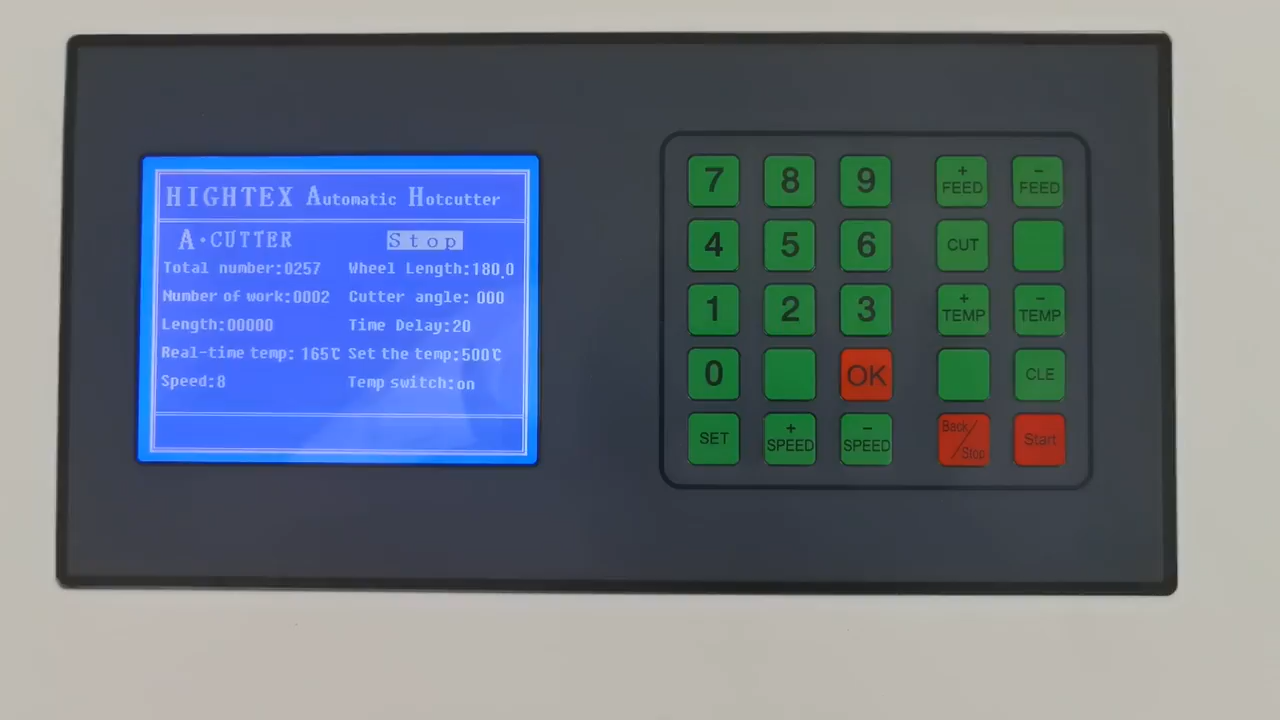 HIGHTEX Automatic Hotcutter
A·CUTTER Stop
Total number:0257 Wheel Length:180.0
Number of work:0002 Cutter angle: 000
Length:00000 Time Delay:20
Real-time temp: 165℃ Set the temp:500℃
Speed:8 Temp switch:on
7 8 9 + FEED - FEED
4 5 6 CUT
1 2 3 + TEMP - TEMP
0 OK CLE
SET + SPEED - SPEED Back/Stop Start